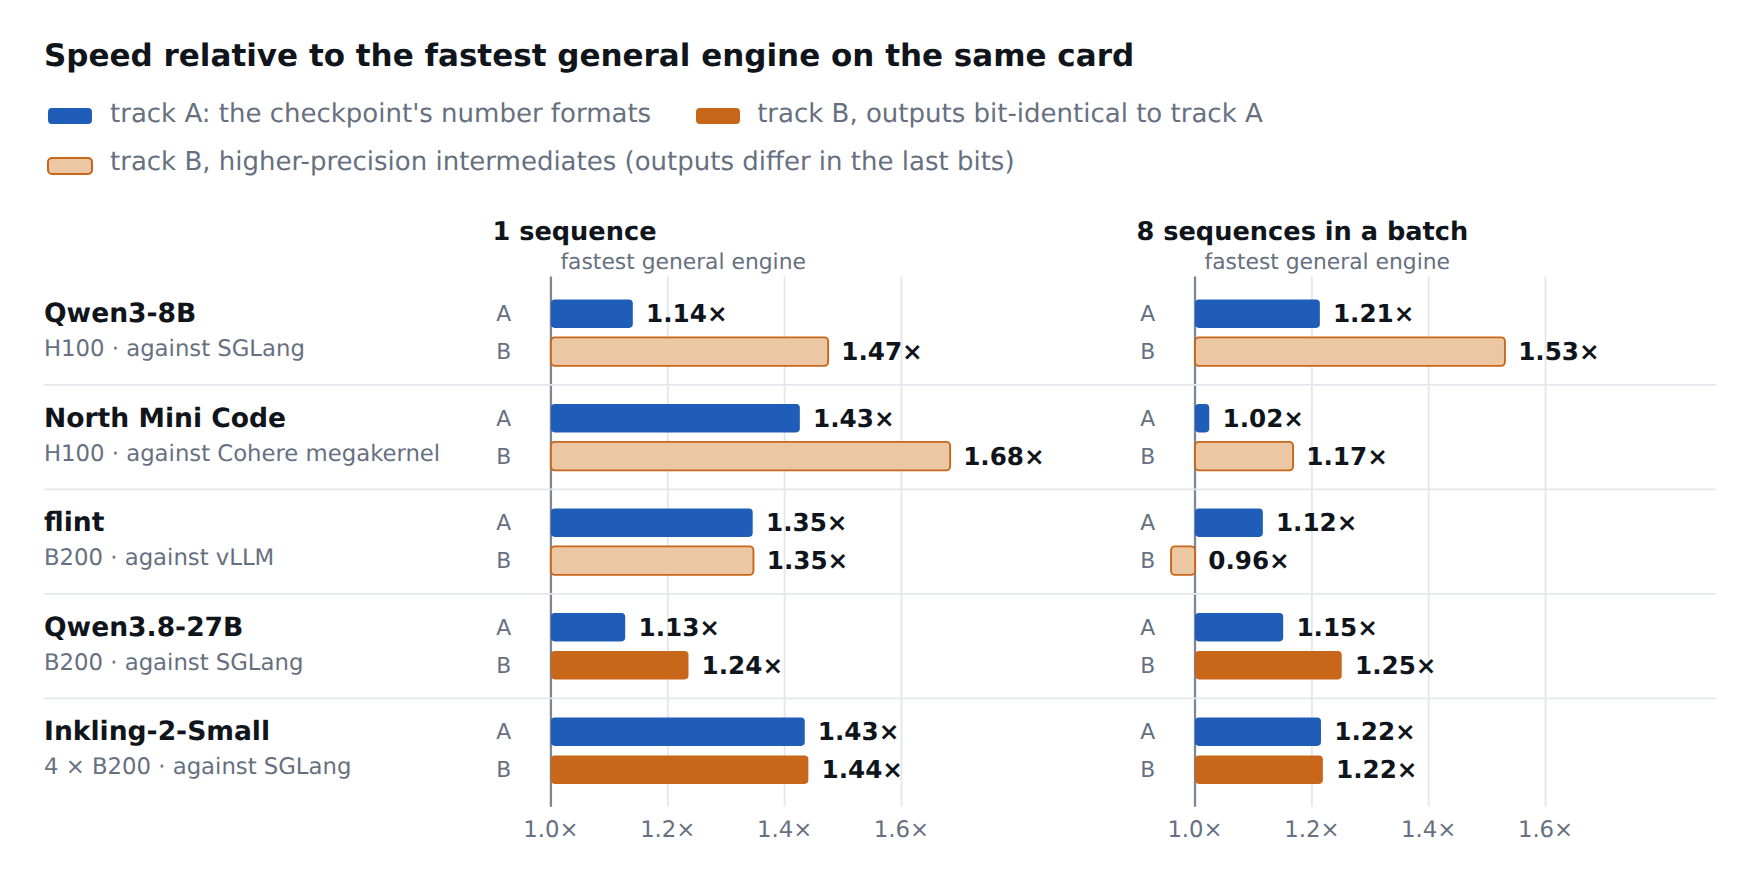 Speed relative to the fastest general engine on the same card
track A: the checkpoint's number formats track B, outputs bit-identical to track A
track B, higher-precision intermediates (outputs differ in the last bits)
1 sequence 8 sequences in a batch
fastest general engine fastest general engine
Qwen3-8B A 1.14× A 1.21×
H100 · against SGLang B 1.47× B 1.53×
North Mini Code A 1.43× A 1.02×
H100 · against Cohere megakernel B 1.68× B 1.17×
flint A 1.35× A 1.12×
B200 · against vLLM B 1.35× B 0.96×
Qwen3.8-27B A 1.13× A 1.15×
B200 · against SGLang B 1.24× B 1.25×
Inkling-2-Small A 1.43× A 1.22×
4 × B200 · against SGLang B 1.44× B 1.22×
1.0× 1.2× 1.4× 1.6× 1.0× 1.2× 1.4× 1.6×